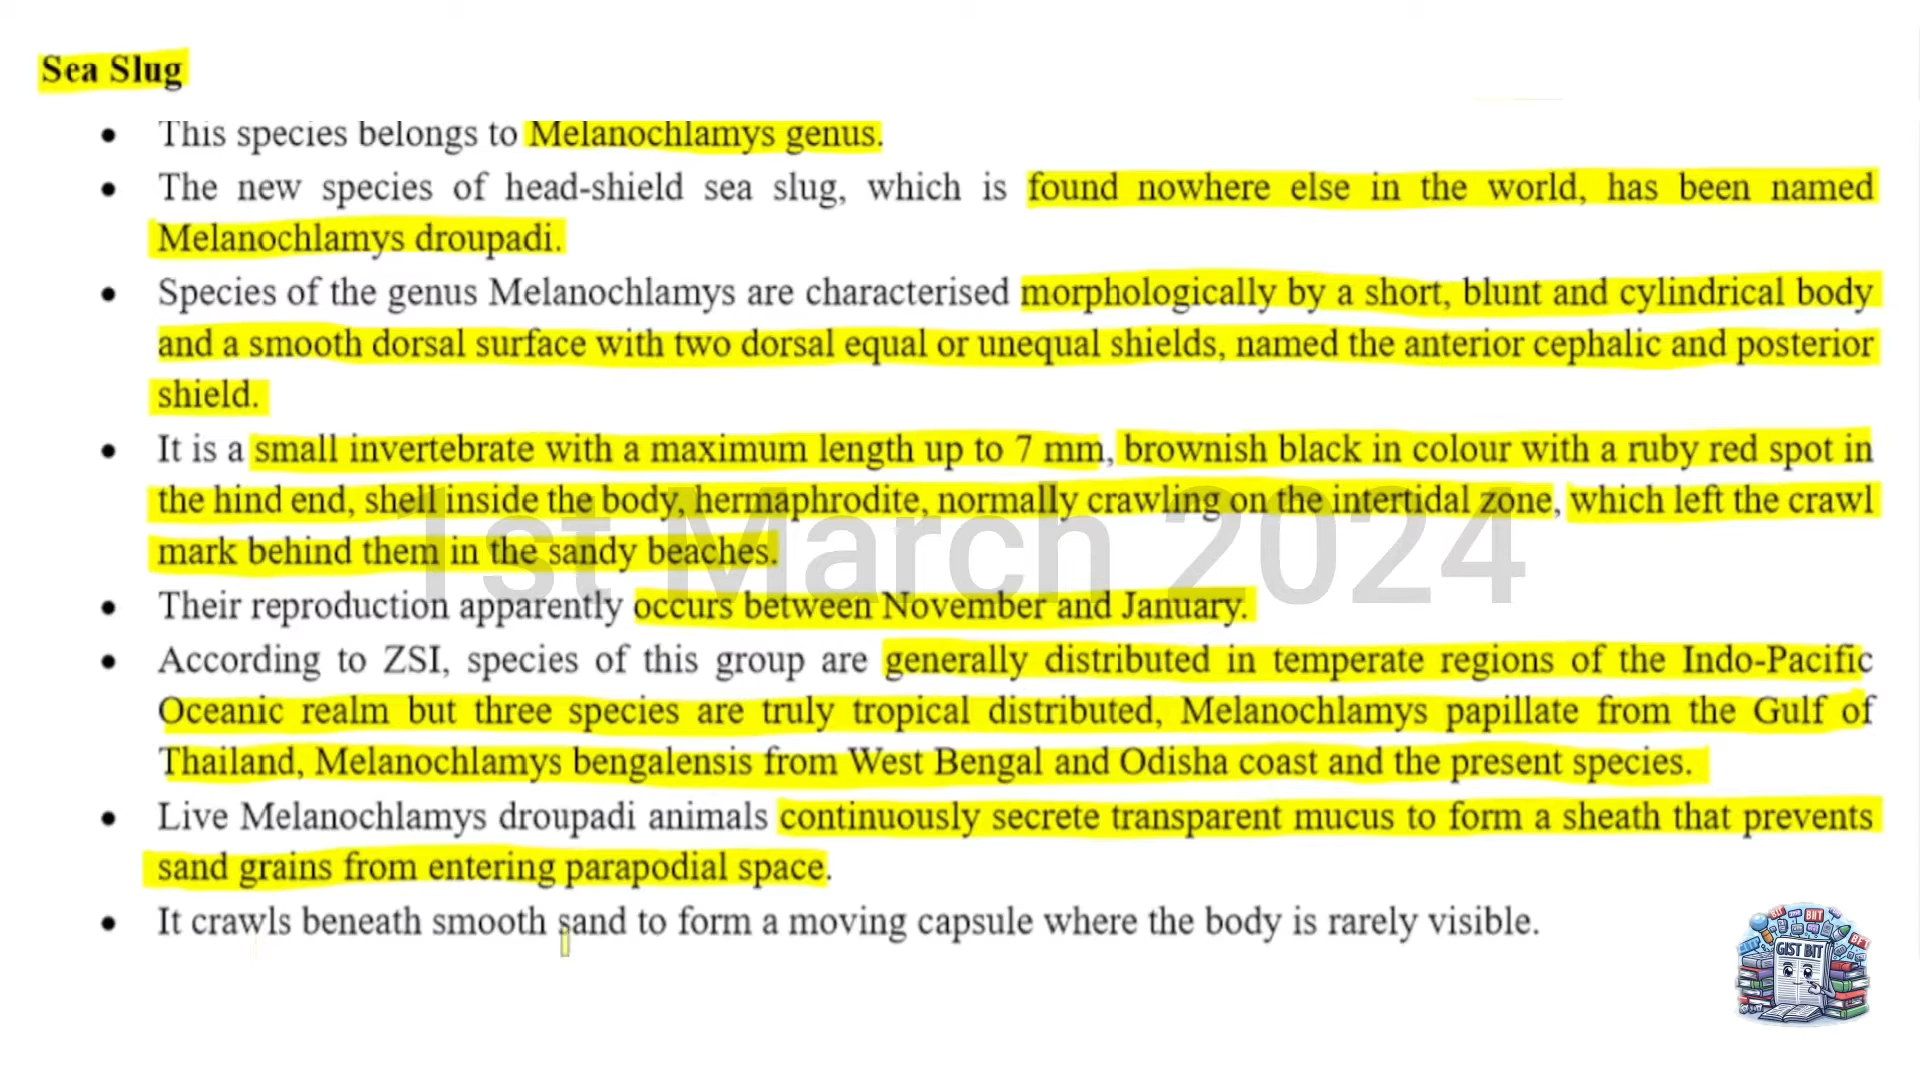 Sea Slug
• This species belongs to Melanochlamys genus.
• The new species of head-shield sea slug, which is found nowhere else in the world, has been named
Melanochlamys droupadi.
• Species of the genus Melanochlamys are characterised morphologically by a short, blunt and cylindrical body
and a smooth dorsal surface with two dorsal equal or unequal shields, named the anterior cephalic and posterior
shield.
• It is a small invertebrate with a maximum length up to 7 mm, brownish black in colour with a ruby red spot in
the hind end, shell inside the body, hermaphrodite, normally crawling on the intertidal zone, which left the crawl
mark behind them in the sandy beaches.
1st March 2024
• Their reproduction apparently occurs between November and January.
• According to ZSI, species of this group are generally distributed in temperate regions of the Indo-Pacific
Oceanic realm but three species are truly tropical distributed, Melanochlamys papillate from the Gulf of
Thailand, Melanochlamys bengalensis from West Bengal and Odisha coast and the present species.
• Live Melanochlamys droupadi animals continuously secrete transparent mucus to form a sheath that prevents
sand grains from entering parapodial space.
• It crawls beneath smooth sand to form a moving capsule where the body is rarely visible.
GIST BIT